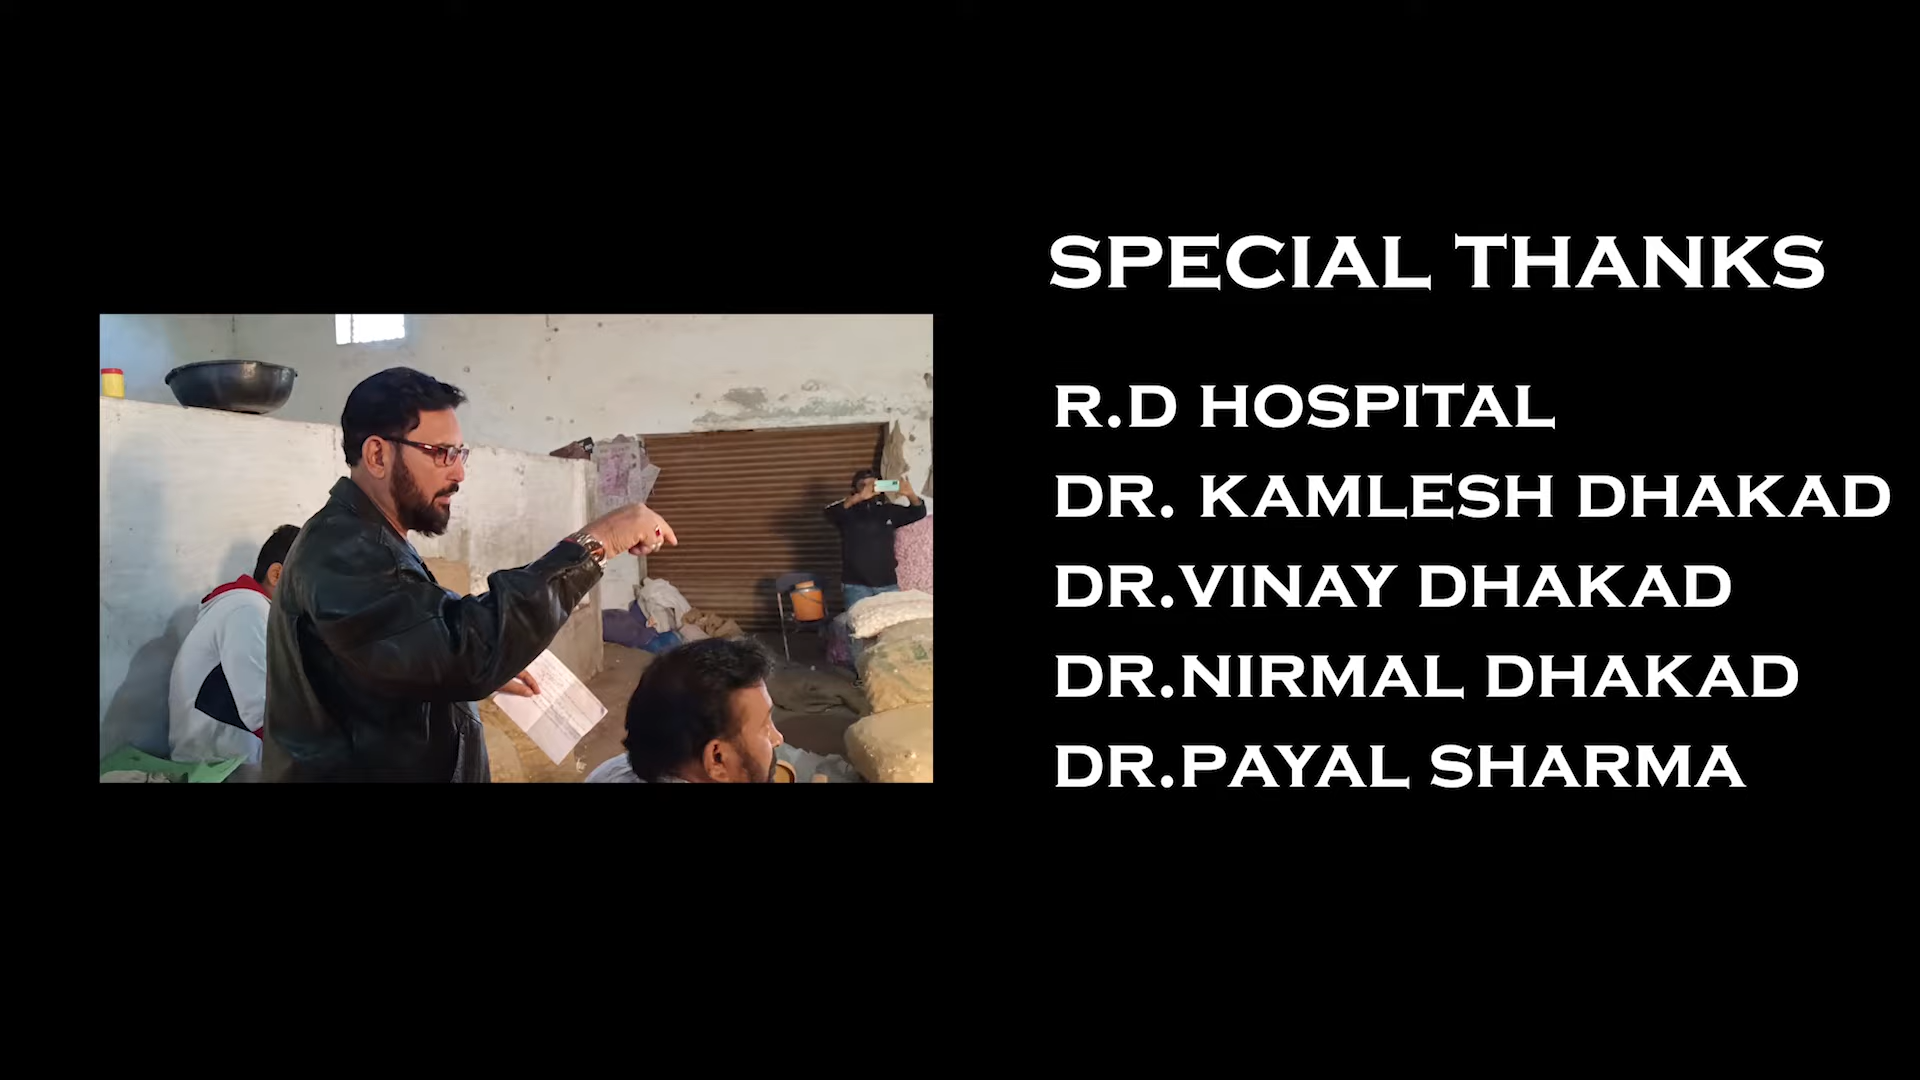 SPECIAL THANKS
R.D HOSPITAL
DR. KAMLESH DHAKAD
DR.VINAY DHAKAD
DR.NIRMAL DHAKAD
DR.PAYAL SHARMA